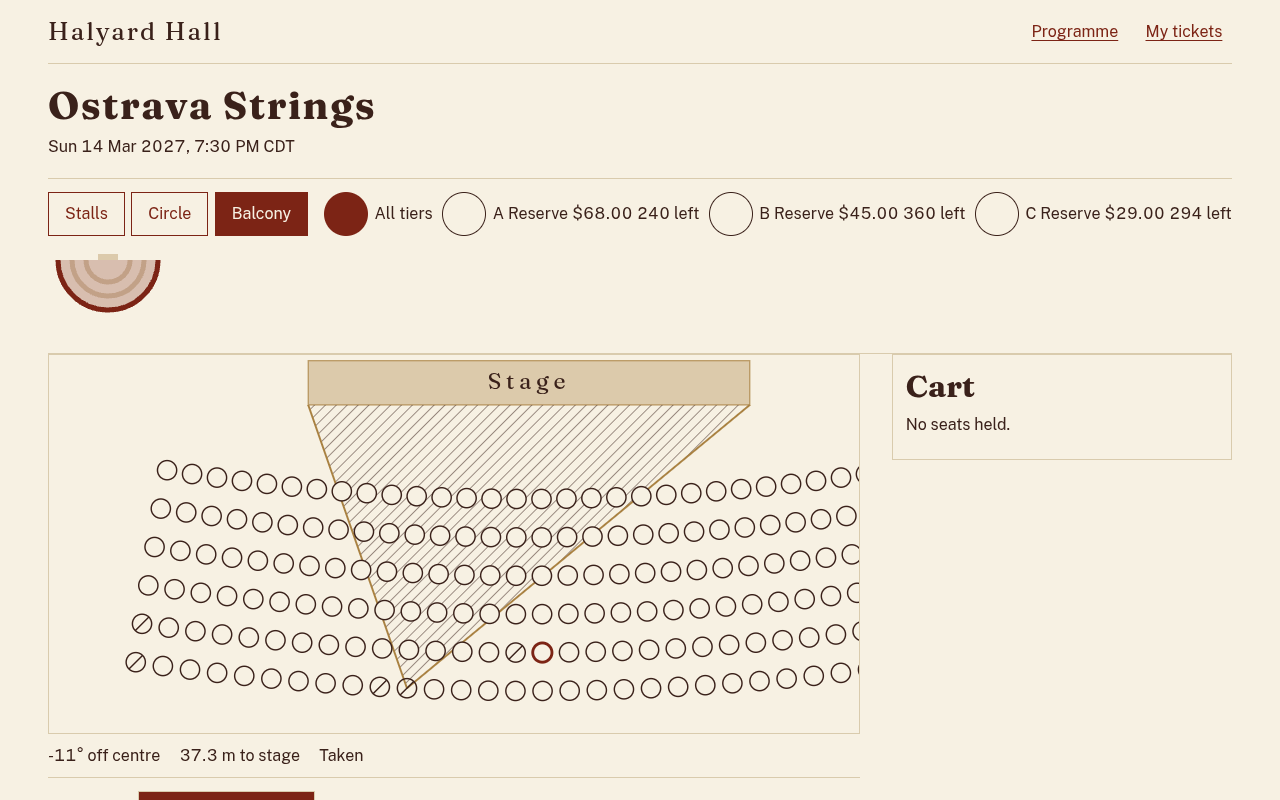 Halyard Hall
Programme
My tickets
Ostrava Strings
Sun 14 Mar 2027, 7:30 PM CDT
Stalls
Circle
Balcony
All tiers
A Reserve $68.00 240 left
B Reserve $45.00 360 left
C Reserve $29.00 294 left
Stage
Cart
No seats held.
-11° off centre
37.3 m to stage
Taken